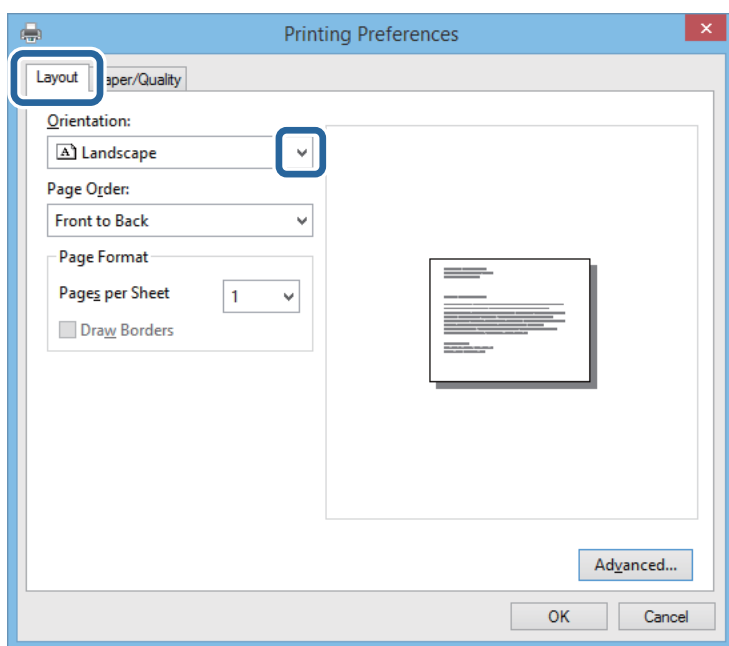 Printing Preferences
Layout
aper/Quality
Orientation:
A Landscape
Page Order:
Front to Back
Page Format
Pages per Sheet 1
Draw Borders
Advanced...
OK Cancel